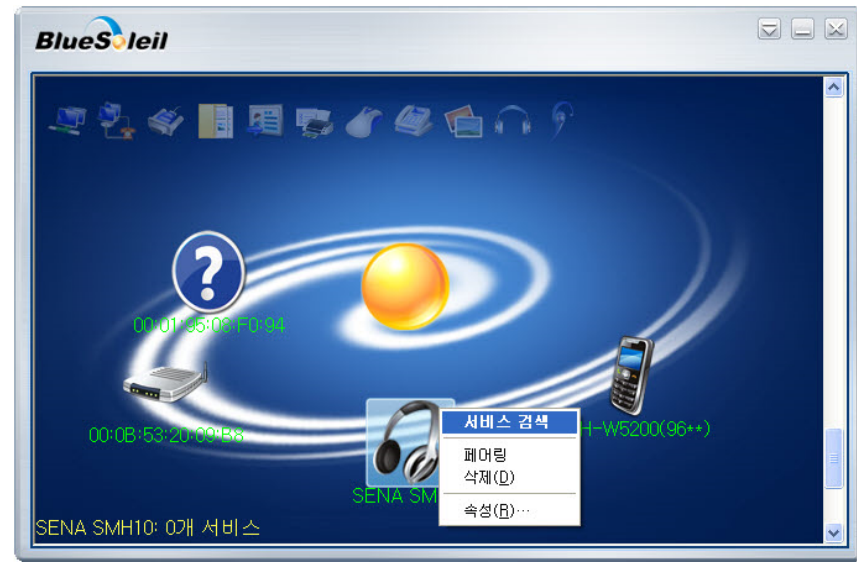 BlueSoleil
?
00:01:95:08:F0:94
00:0B:53:20:09:B8
SENA SM
H-W5200(96**)
서비스 검색
페어링
삭제(D)
속성(R)...
SENA SMH10: 0개 서비스